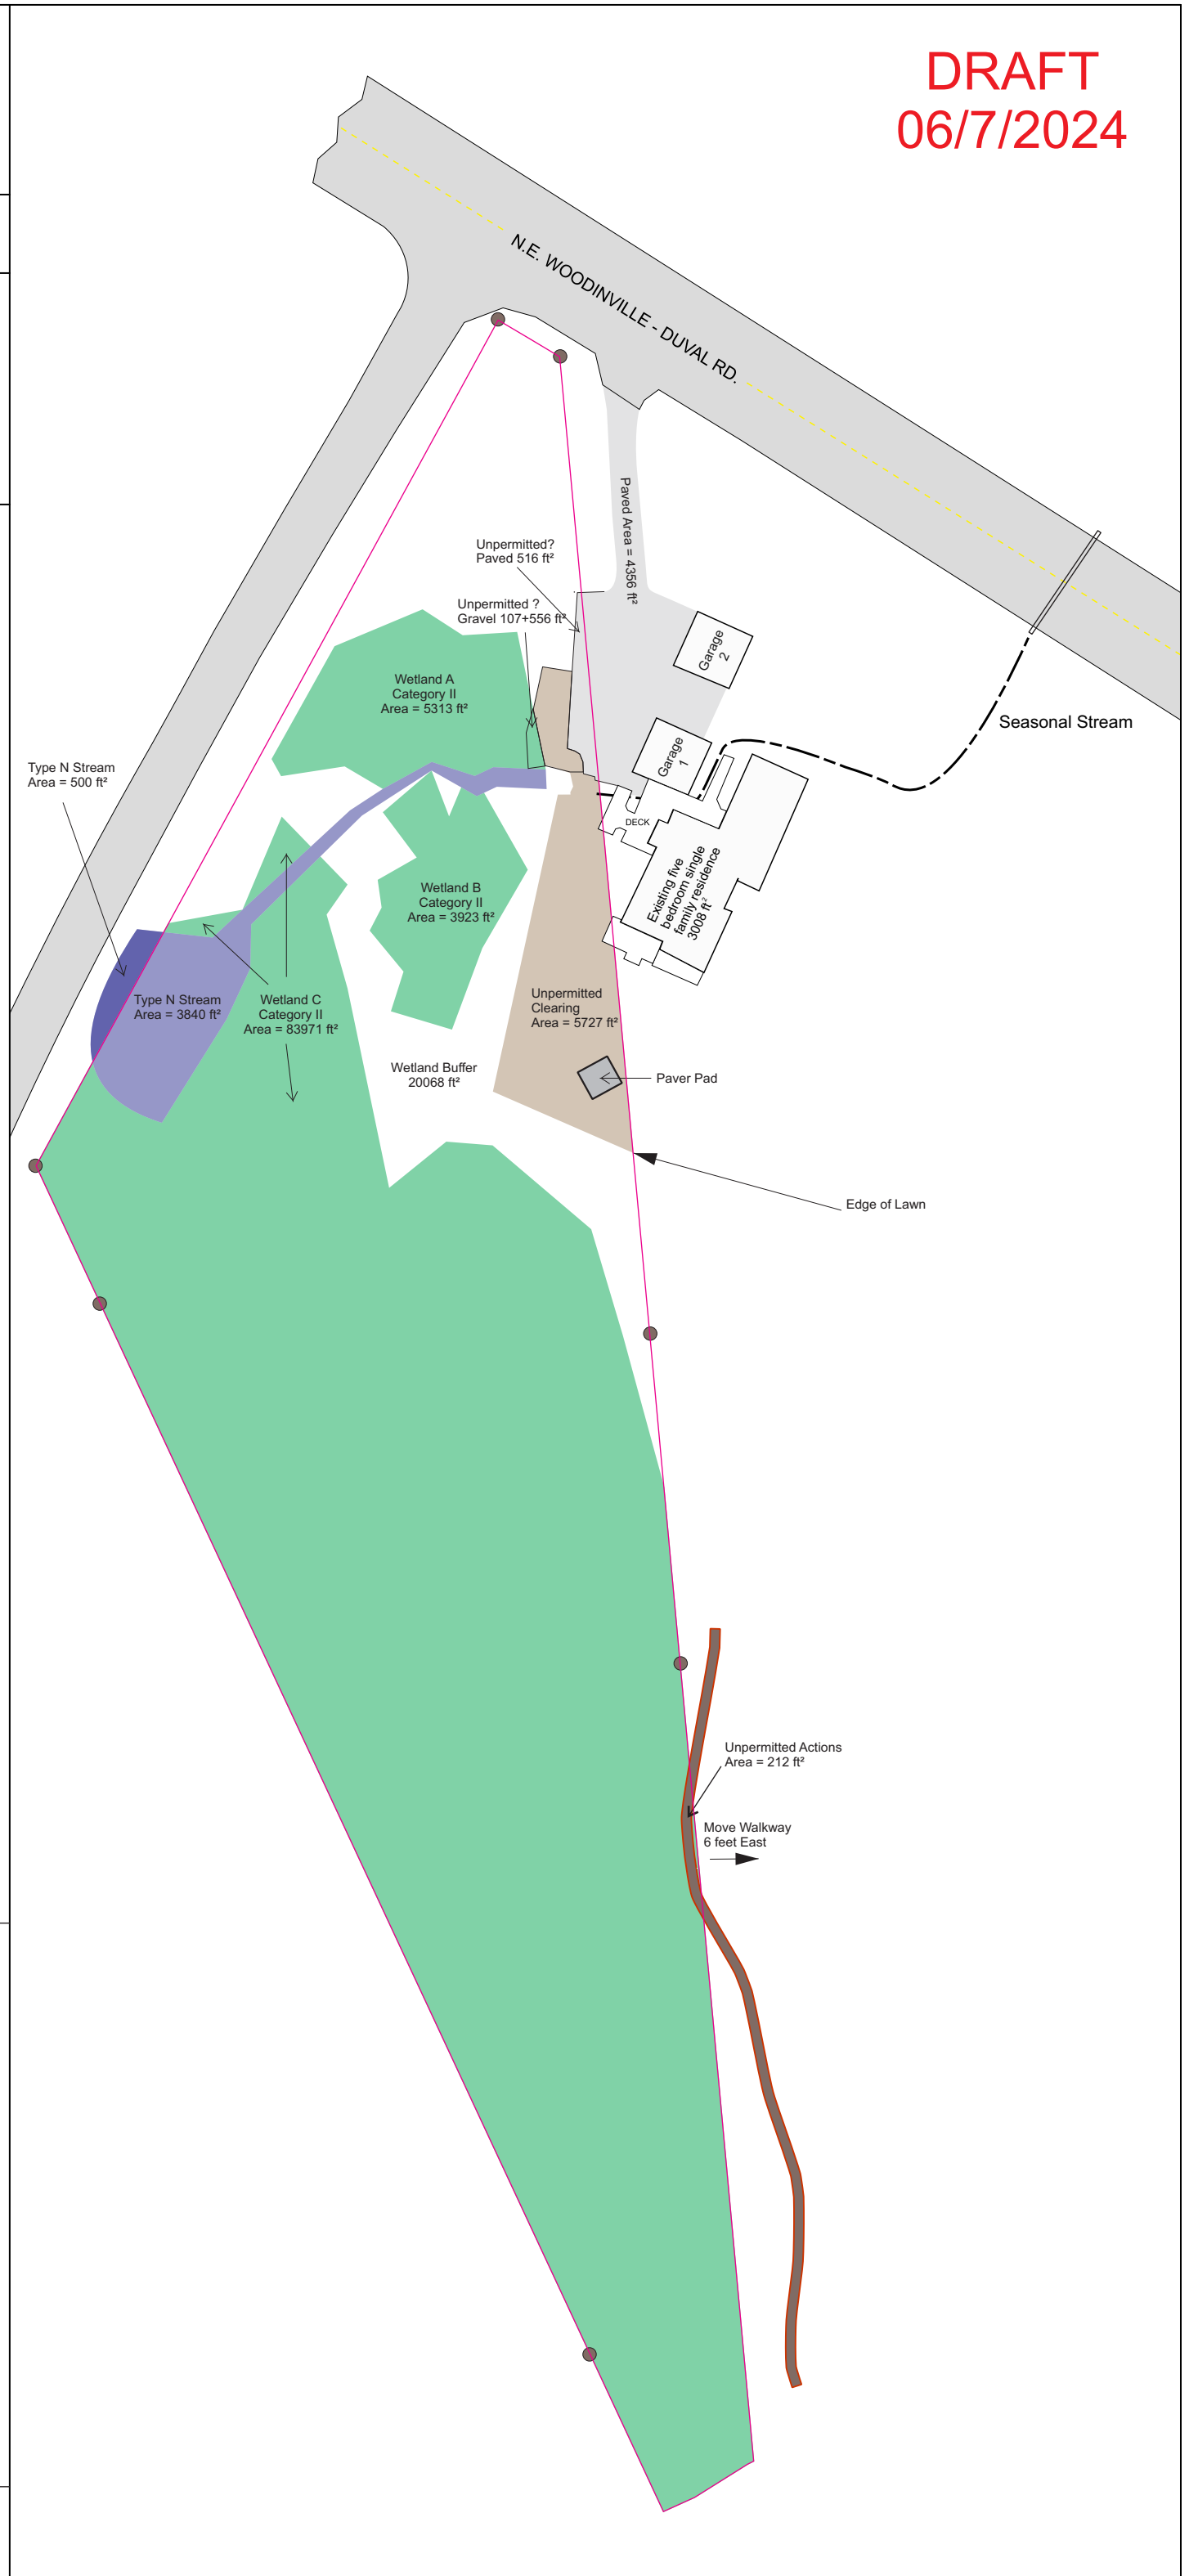 DRAFT
06/7/2024
N.E. WOODINVILLE - DUVAL RD.
Paved Area = 4356 ft²
Unpermitted?
Paved 516 ft²
Unpermitted ?
Gravel 107+556 ft²
Garage
2
Wetland A
Category II
Area = 5313 ft²
Seasonal Stream
Garage
1
Type N Stream
Area = 500 ft²
DECK
Existing five
bedroom single
family residence
3008 ft²
Wetland B
Category II
Area = 3923 ft²
Type N Stream
Area = 3840 ft²
Wetland C
Category II
Area = 83971 ft²
Unpermitted
Clearing
Area = 5727 ft²
Wetland Buffer
20068 ft²
Paver Pad
Edge of Lawn
Unpermitted Actions
Area = 212 ft²
Move Walkway
6 feet East